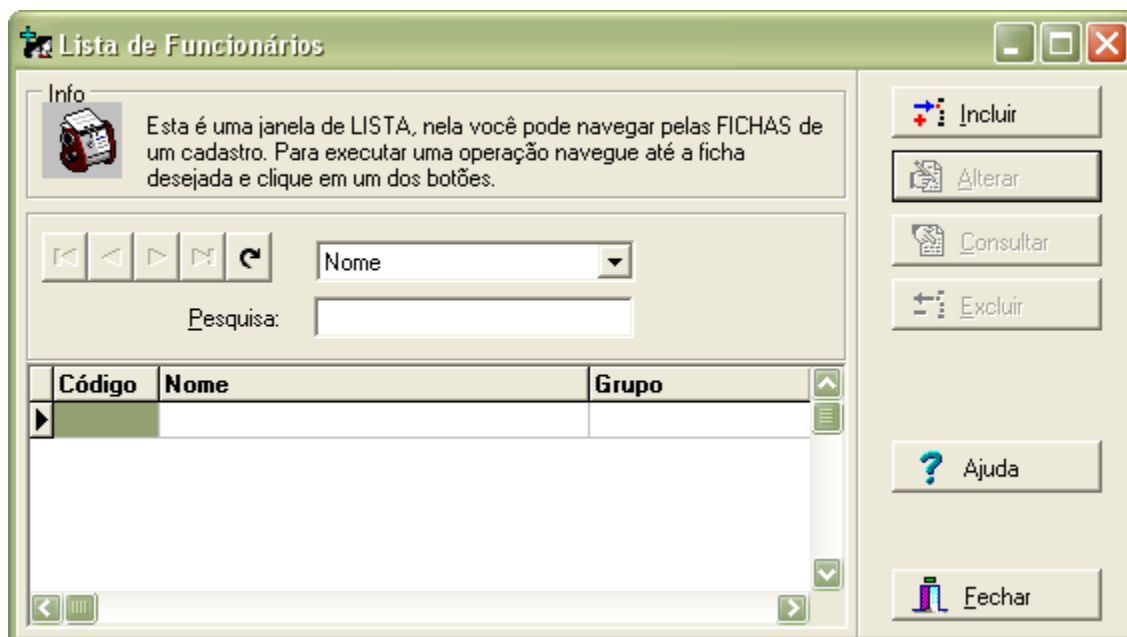 Lista de Funcionários
Info
Esta é uma janela de LISTA, nela você pode navegar pelas FICHAS de
um cadastro. Para executar uma operação navegue até a ficha
desejada e clique em um dos botões.
Nome
Pesquisa:
Código Nome Grupo
Incluir
Alterar
Consultar
Excluir
Ajuda
Fechar